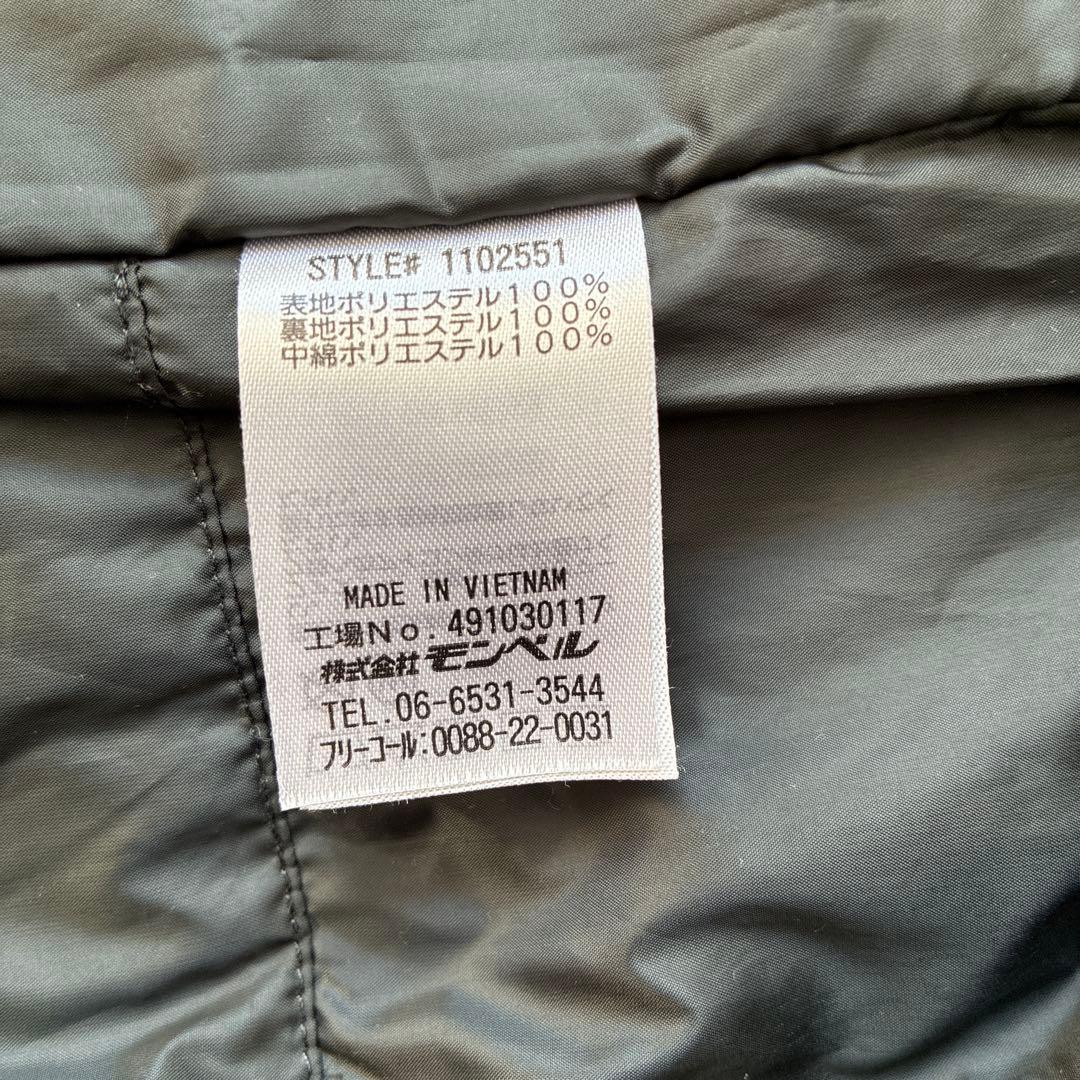 STYLE# 1102551
表地ポリエステル100%
裏地ポリエステル100%
中綿ポリエステル100%
MADE IN VIETNAM
工場No.491030117
株式会社モンベル
TEL.06-6531-3544
フリーコール:0088-22-0031